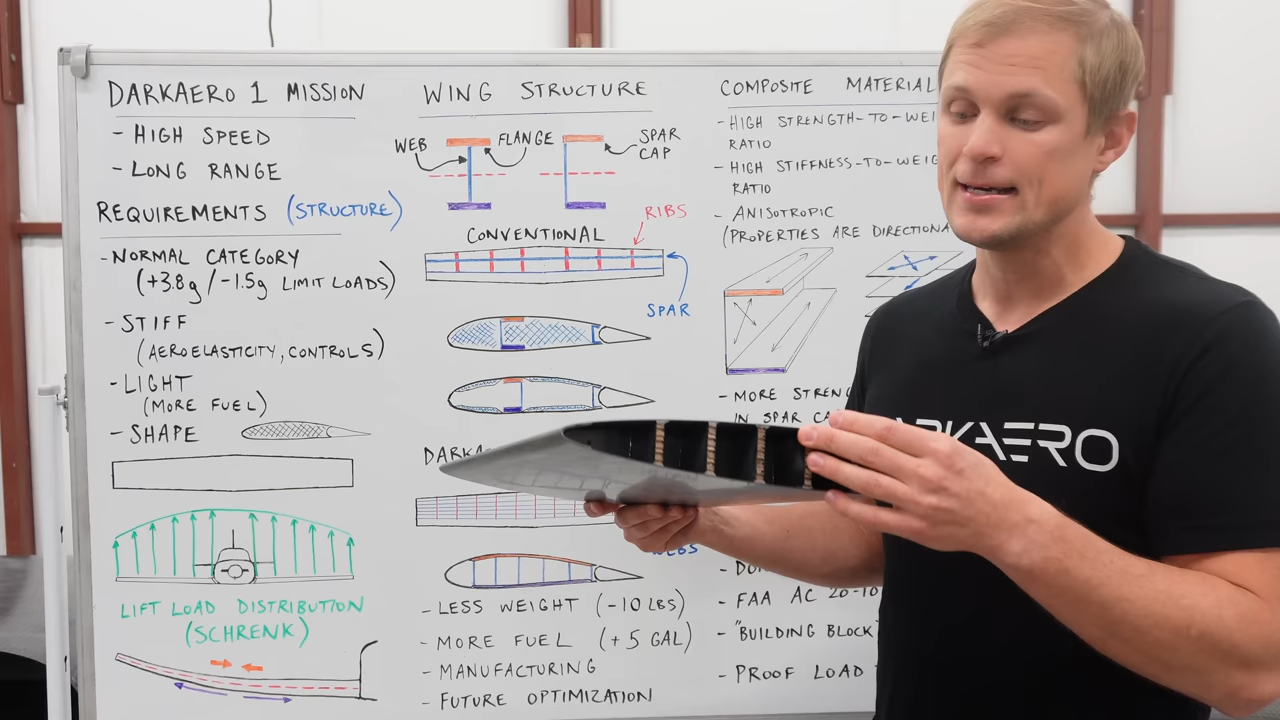 DARKAERO 1 MISSION
- HIGH SPEED
- LONG RANGE
REQUIREMENTS (STRUCTURE)
- NORMAL CATEGORY
(+3.8g / -1.5g LIMIT LOADS)
- STIFF
(AEROELASTICITY, CONTROLS)
- LIGHT
(MORE FUEL)
- SHAPE
LIFT LOAD DISTRIBUTION
(SCHRENK)
WING STRUCTURE
WEB
FLANGE
SPAR
CAP
RIBS
CONVENTIONAL
SPAR
- LESS WEIGHT (-10 LBS)
- MORE FUEL (+5 GAL)
- MANUFACTURING
- FUTURE OPTIMIZATION
COMPOSITE MATERIAL
- HIGH STRENGTH-TO-WEI
RATIO
- HIGH STIFFNESS-TO-WEIG
RATIO
- ANISOTROPIC
(PROPERTIES ARE DIRECTIONA
- MORE STREN
IN SPAR CA
- FAA AC 20-10
- "BUILDING BLOCK"
- PROOF LOAD
DARKAERO